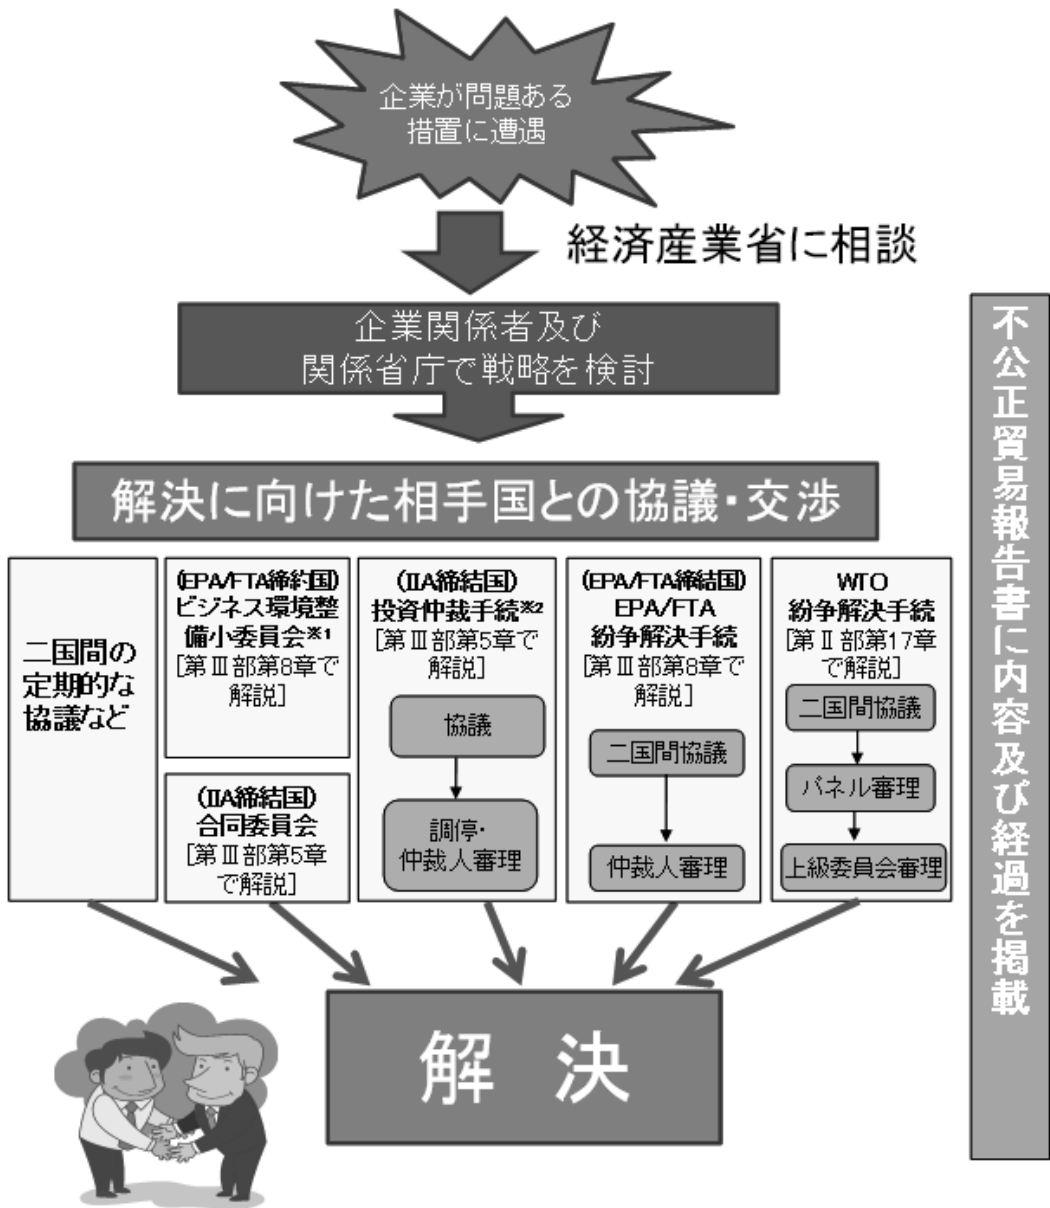 企業が問題ある
措置に遭遇
経済産業省に相談
企業関係者及び
関係省庁で戦略を検討
解決に向けた相手国との協議・交渉
二国間の
定期的な
協議など
(EPA/FTA締約国)
ビジネス環境整
備小委員会※1
[第Ⅲ部第8章で
解説]
(IIA締結国)
合同委員会
[第Ⅲ部第5章
で解説]
(IIA締結国)
投資仲裁手続※2
[第Ⅲ部第5章で
解説]
協議
調停・
仲裁人審理
(EPA/FTA締結国)
EPA/FTA
紛争解決手続
[第Ⅲ部第8章で
解説]
二国間協議
仲裁人審理
WTO
紛争解決手続
[第Ⅱ部第17章
で解説]
二国間協議
パネル審理
上級委員会審理
解 決
不公正貿易報告書に内容及び経過を掲載